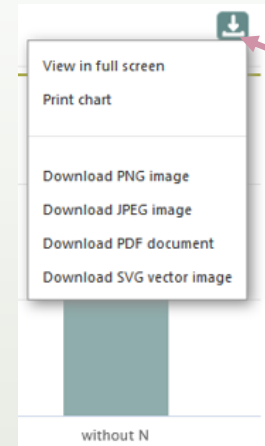 View in full screen
Print chart
Download PNG image
Download JPEG image
Download PDF document
Download SVG vector image
without N